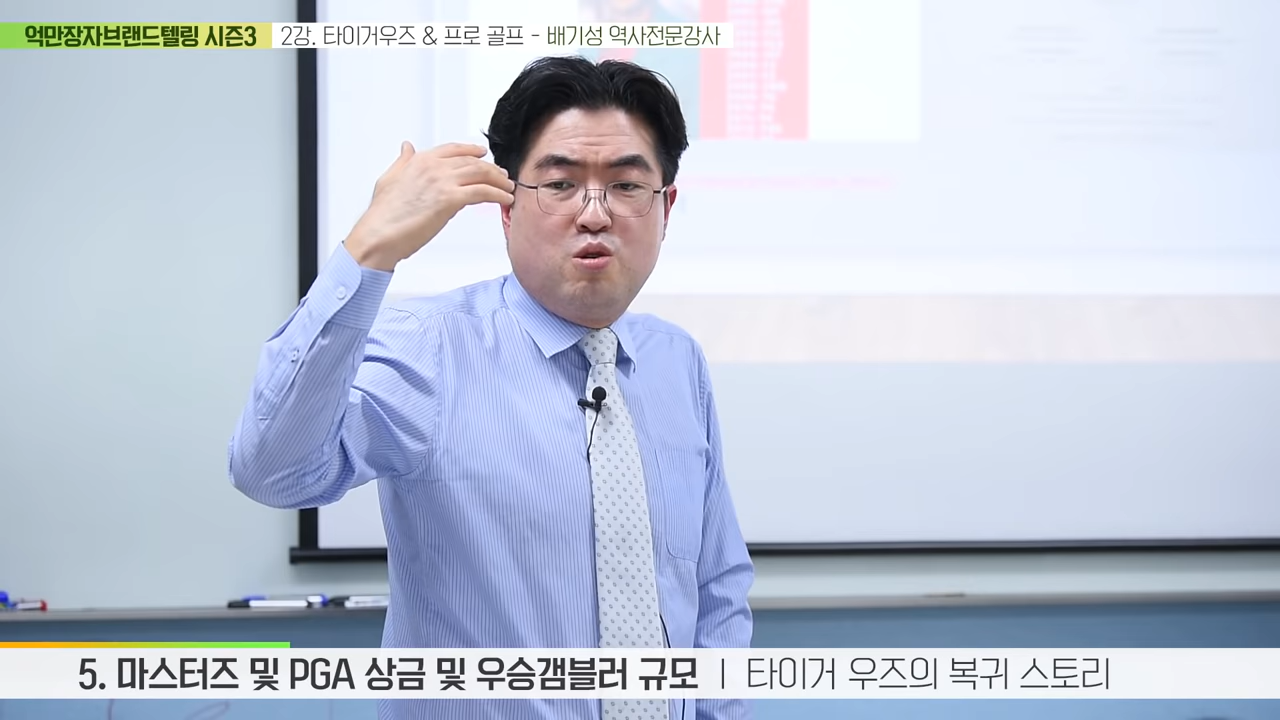 억만장자브랜드텔링 시즌3 2강. 타이거우즈 & 프로 골프 - 배기성 역사전문강사
5. 마스터즈 및 PGA 상금 및 우승갬블러 규모 ㅣ 타이거 우즈의 복귀 스토리